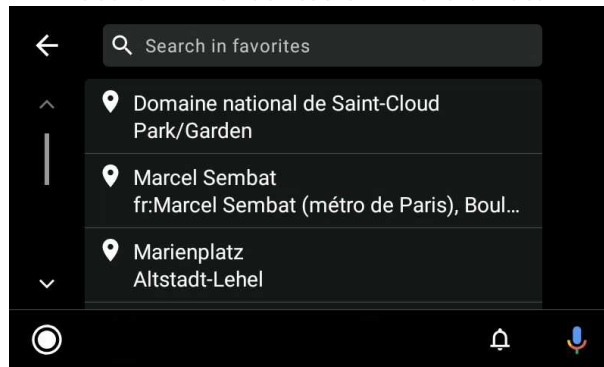 Search in favorites
Domaine national de Saint-Cloud
Park/Garden
Marcel Sembat
fr:Marcel Sembat (métro de Paris), Boul...
Marienplatz
Altstadt-Lehel